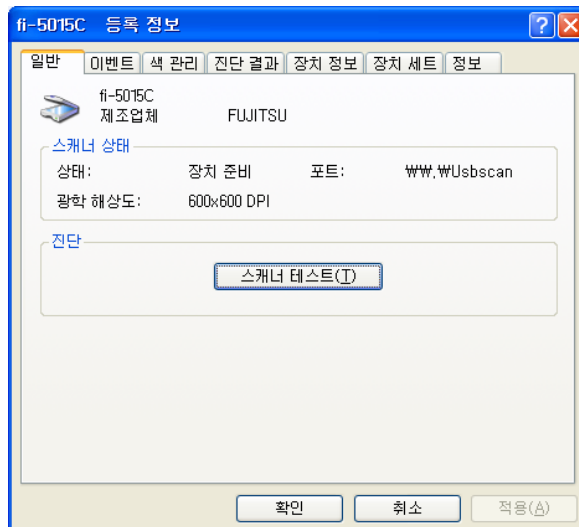 fi-5015C 등록 정보
일반 이벤트 색 관리 진단 결과 장치 정보 장치 세트 정보
fi-5015C
제조업체 FUJITSU
스캐너 상태
상태: 장치 준비 포트: ₩₩.₩Usbscan
광학 해상도: 600x600 DPI
진단
스캐너 테스트(T)
확인 취소 적용(A)